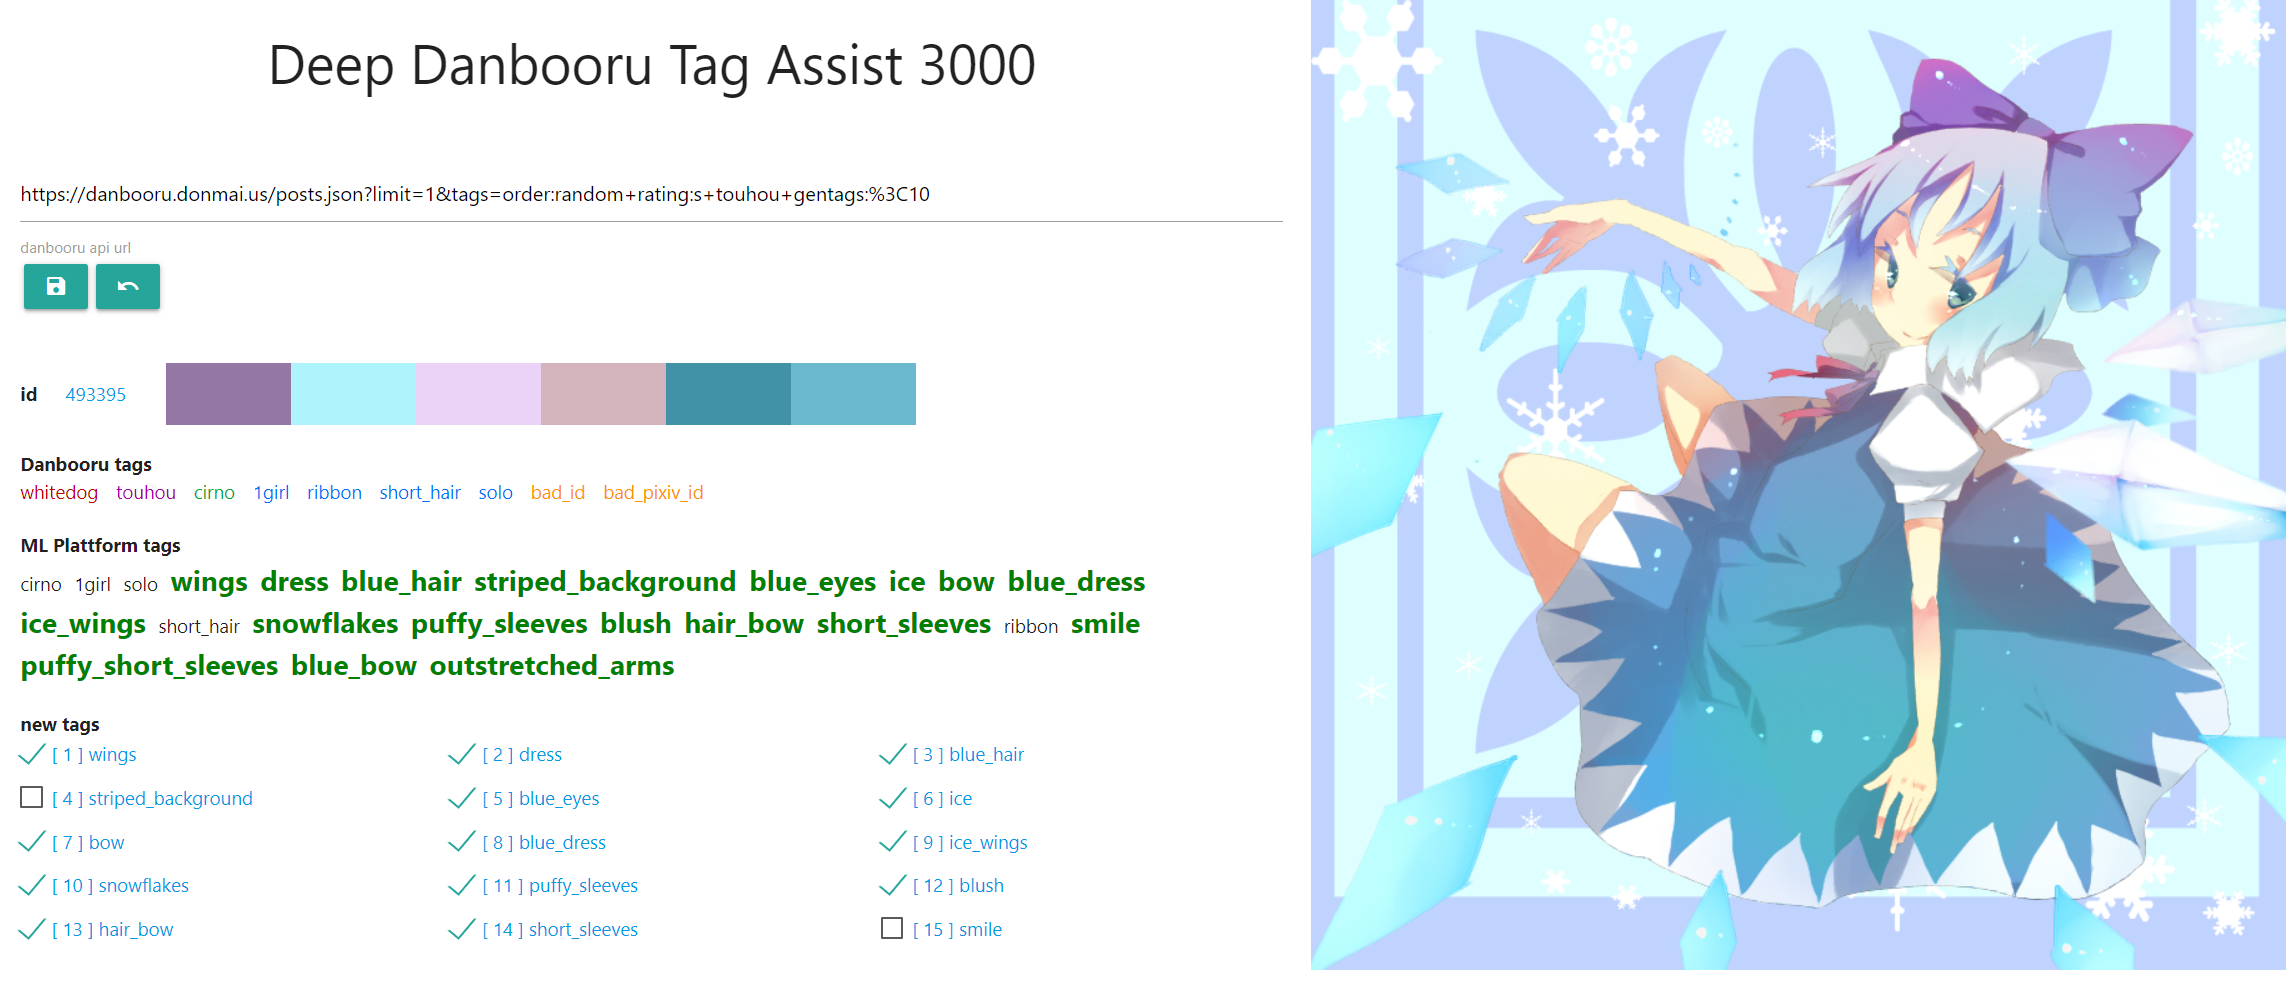 Deep Danbooru Tag Assist 3000
https://danbooru.donmai.us/posts.json?limit=1&tags=order:random+rating:s+touhou+gentags:%3C10
danbooru api url
id 493395
Danbooru tags
whitedog touhou cirno 1girl ribbon short_hair solo bad_id bad_pixiv_id
ML Plattform tags
cirno 1girl solo wings dress blue_hair striped_background blue_eyes ice bow blue_dress
ice_wings short_hair snowflakes puffy_sleeves blush hair_bow short_sleeves ribbon smile
puffy_short_sleeves blue_bow outstretched_arms
new tags
[ 1 ] wings [ 2 ] dress [ 3 ] blue_hair
[ 4 ] striped_background [ 5 ] blue_eyes [ 6 ] ice
[ 7 ] bow [ 8 ] blue_dress [ 9 ] ice_wings
[ 10 ] snowflakes [ 11 ] puffy_sleeves [ 12 ] blush
[ 13 ] hair_bow [ 14 ] short_sleeves [ 15 ] smile